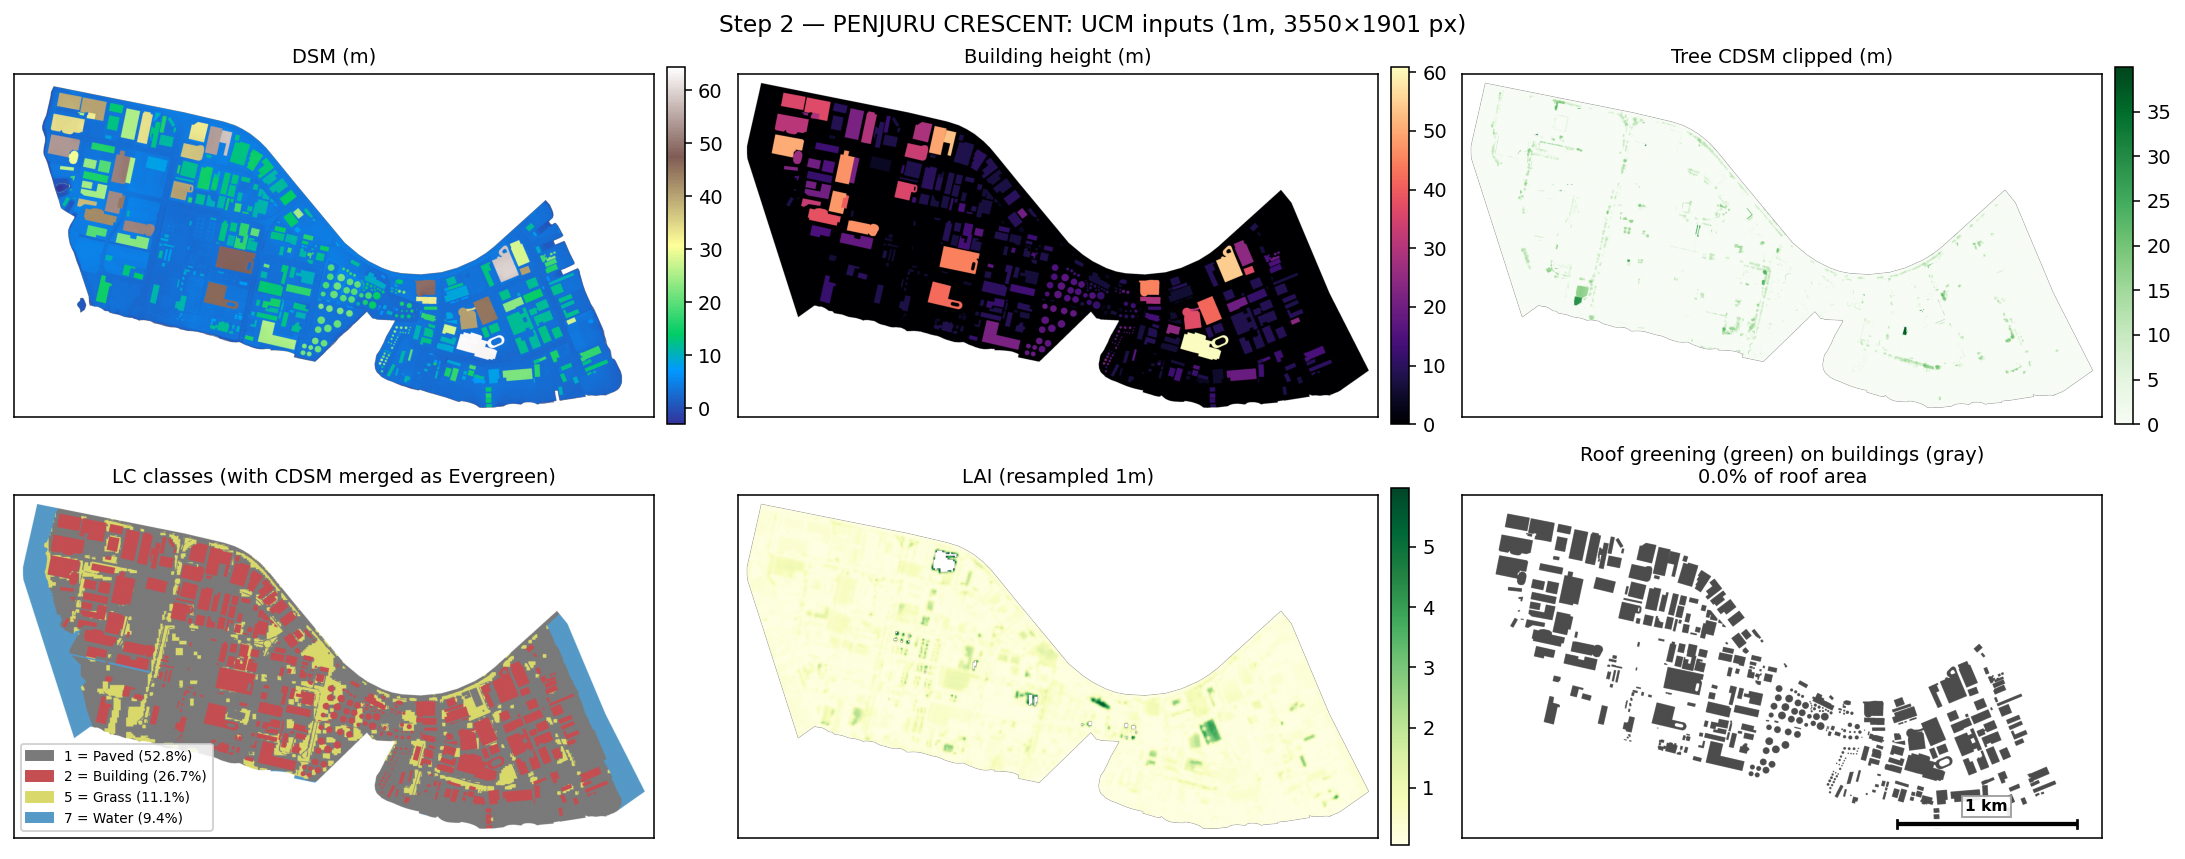 Step 2 — PENJURU CRESCENT: UCM inputs (1m, 3550×1901 px)
DSM (m)
60
50
40
30
20
10
0
Building height (m)
60
50
40
30
20
10
0
Tree CDSM clipped (m)
35
30
25
20
15
10
5
0
LC classes (with CDSM merged as Evergreen)
1 = Paved (52.8%)
2 = Building (26.7%)
5 = Grass (11.1%)
7 = Water (9.4%)
LAI (resampled 1m)
5
4
3
2
1
Roof greening (green) on buildings (gray)
0.0% of roof area
1 km